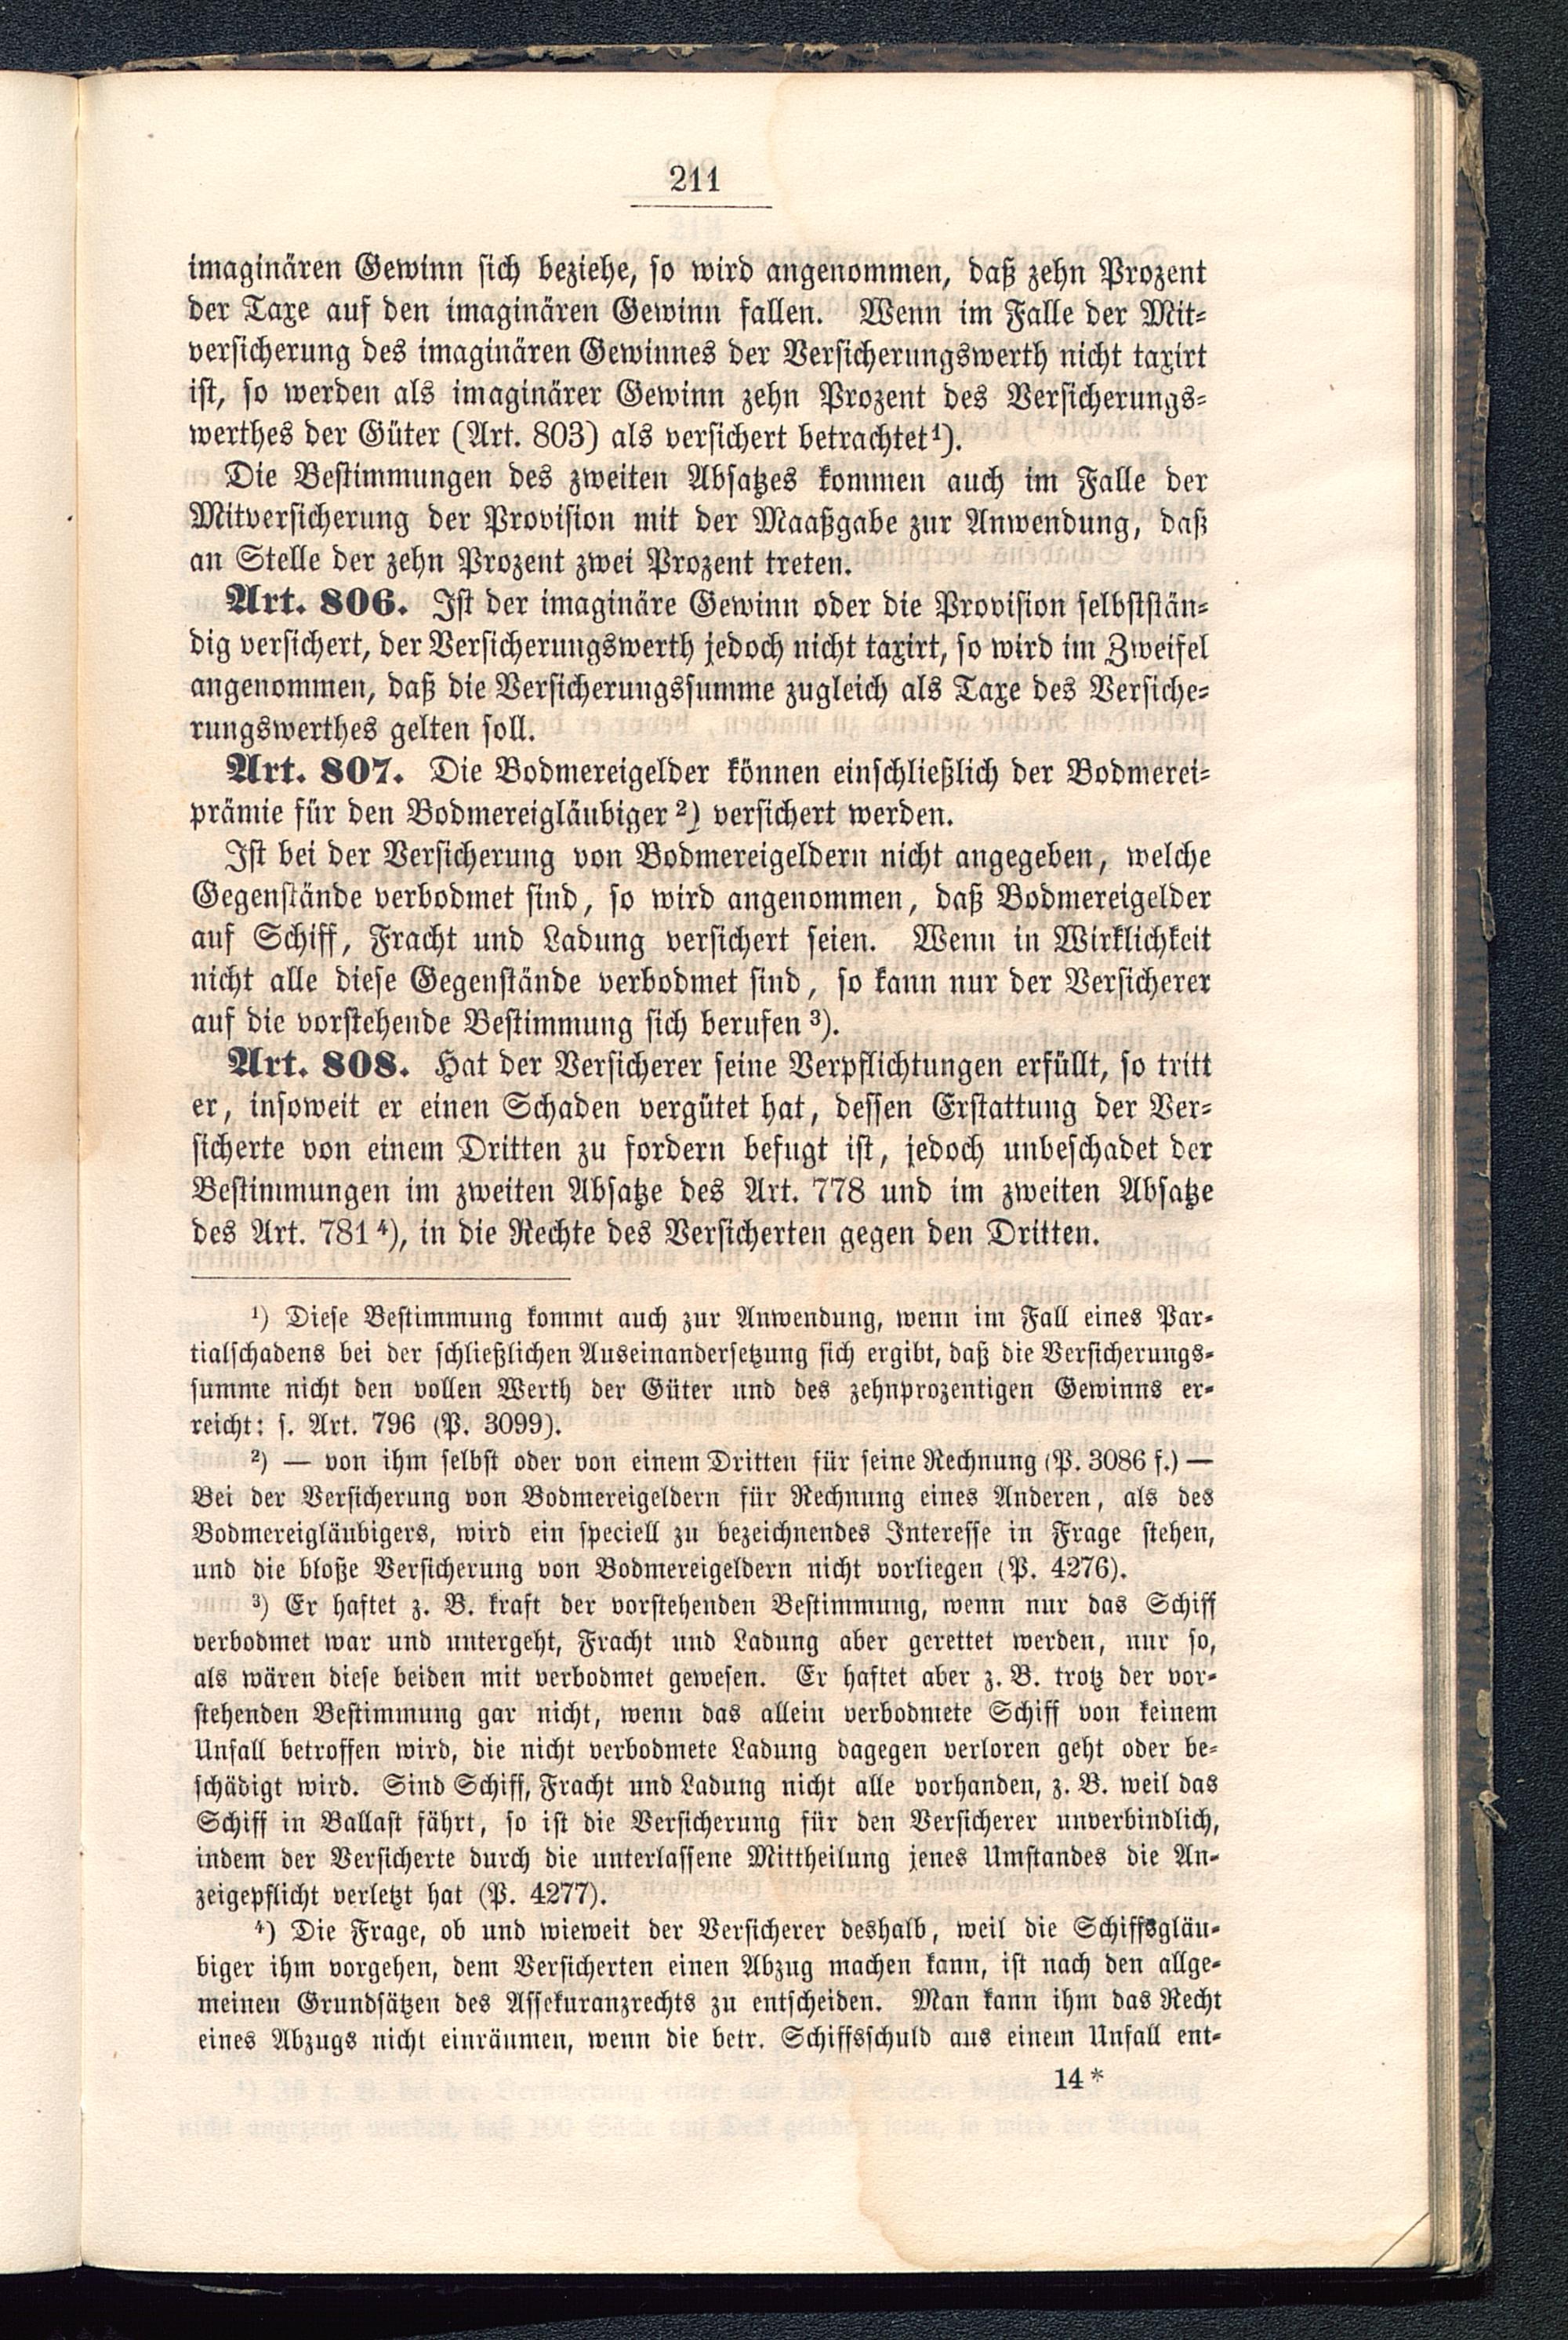 211
imaginären Gewinn sich beziehe, so wird angenommen, daß zehn Prozent
der Taxe auf den imaginären Gewinn fallen. Wenn im Falle der Mit-
versicherung des imaginären Gewinnes der Versicherungswerth nicht taxirt
ist, so werden als imaginärer Gewinn zehn Prozent des Versicherungs-
werthes der Güter (Art. 803) als versichert betrachtet¹).
Die Bestimmungen des zweiten Absatzes kommen auch im Falle der
Mitversicherung der Provision mit der Maaßgabe zur Anwendung, daß
an Stelle der zehn Prozent zwei Prozent treten.
Art. 806. Ist der imaginäre Gewinn oder die Provision selbststän-
dig versichert, der Versicherungswerth jedoch nicht taxirt, so wird im Zweifel
angenommen, daß die Versicherungssumme zugleich als Taxe des Versiche-
rungswerthes gelten soll.
Art. 807. Die Bodmereigelder können einschließlich der Bodmerei-
prämie für den Bodmereigläubiger ²) versichert werden.
Ist bei der Versicherung von Bodmereigeldern nicht angegeben, welche
Gegenstände verbodmet sind, so wird angenommen, daß Bodmereigelder
auf Schiff, Fracht und Ladung versichert seien. Wenn in Wirklichkeit
nicht alle diese Gegenstände verbodmet sind, so kann nur der Versicherer
auf die vorstehende Bestimmung sich berufen ³).
Art. 808. Hat der Versicherer seine Verpflichtungen erfüllt, so tritt
er, insoweit er einen Schaden vergütet hat, dessen Erstattung der Ver-
sicherte von einem Dritten zu fordern befugt ist, jedoch unbeschadet der
Bestimmungen im zweiten Absatze des Art. 778 und im zweiten Absatze
des Art. 781 ⁴), in die Rechte des Versicherten gegen den Dritten.
¹) Diese Bestimmung kommt auch zur Anwendung, wenn im Fall eines Par-
tialschadens bei der schließlichen Auseinandersetzung sich ergibt, daß die Versicherungs-
summe nicht den vollen Werth der Güter und des zehnprozentigen Gewinns er-
reicht: s. Art. 796 (P. 3099).
²) — von ihm selbst oder von einem Dritten für seine Rechnung (P. 3086 f.) —
Bei der Versicherung von Bodmereigeldern für Rechnung eines Anderen, als des
Bodmereigläubigers, wird ein speciell zu bezeichnendes Interesse in Frage stehen,
und die bloße Versicherung von Bodmereigeldern nicht vorliegen (P. 4276).
³) Er haftet z. B. kraft der vorstehenden Bestimmung, wenn nur das Schiff
verbodmet war und untergeht, Fracht und Ladung aber gerettet werden, nur so,
als wären diese beiden mit verbodmet gewesen. Er haftet aber z. B. trotz der vor-
stehenden Bestimmung gar nicht, wenn das allein verbodmete Schiff von keinem
Unfall betroffen wird, die nicht verbodmete Ladung dagegen verloren geht oder be-
schädigt wird. Sind Schiff, Fracht und Ladung nicht alle vorhanden, z. B. weil das
Schiff in Ballast fährt, so ist die Versicherung für den Versicherer unverbindlich,
indem der Versicherte durch die unterlassene Mittheilung jenes Umstandes die An-
zeigepflicht verletzt hat (P. 4277).
⁴) Die Frage, ob und wieweit der Versicherer deshalb, weil die Schiffsgläu-
biger ihm vorgehen, dem Versicherten einen Abzug machen kann, ist nach den allge-
meinen Grundsätzen des Assekuranzrechts zu entscheiden. Man kann ihm das Recht
eines Abzugs nicht einräumen, wenn die betr. Schiffsschuld aus einem Unfall ent-
14*